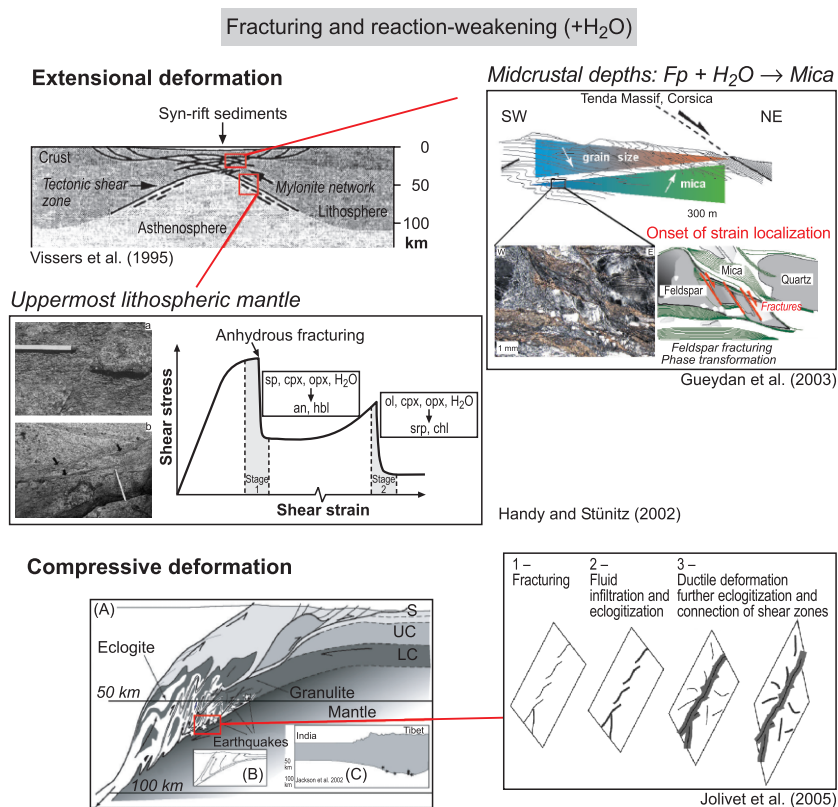 Fracturing and reaction-weakening (+H₂O)
Extensional deformation
Syn-rift sediments
Crust
Tectonic shear
zone
Mylonite network
Lithosphere
Asthenosphere
0
50
100
km
Vissers et al. (1995)
Midcrustal depths: Fp + H₂O → Mica
Tenda Massif, Corsica
SW
NE
grain size
mica
300 m
Onset of strain localization
W
E
1 mm
Mica
Feldspar
Quartz
Fractures
Feldspar fracturing
Phase transformation
Gueydan et al. (2003)
Uppermost lithospheric mantle
a
b
Anhydrous fracturing
sp, cpx, opx, H₂O
an, hbl
ol, cpx, opx, H₂O
srp, chl
Shear stress
Stage
1
Stage
2
Shear strain
Handy and Stünitz (2002)
Compressive deformation
(A)
S
UC
LC
Eclogite
50 km
Granulite
Mantle
Earthquakes
(B)
100 km
India
Tibet
50
km
100
km
Jackson et al. 2002
(C)
1 –
Fracturing
2 –
Fluid
infiltration and
eclogitization
3 –
Ductile deformation
further eclogitization and
connection of shear zones
Jolivet et al. (2005)